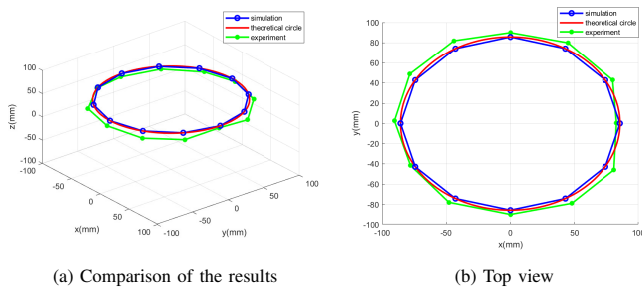 simulation
theoretical circle
experiment
100
50
0
-50
-100
z(mm)
-100
-50
0
50
100
x(mm)
-100
-50
0
50
100
y(mm)
(a) Comparison of the results
simulation
theoretical circle
experiment
100
80
60
40
20
0
-20
-40
-60
-80
-100
y(mm)
-100
-50
0
50
100
x(mm)
(b) Top view